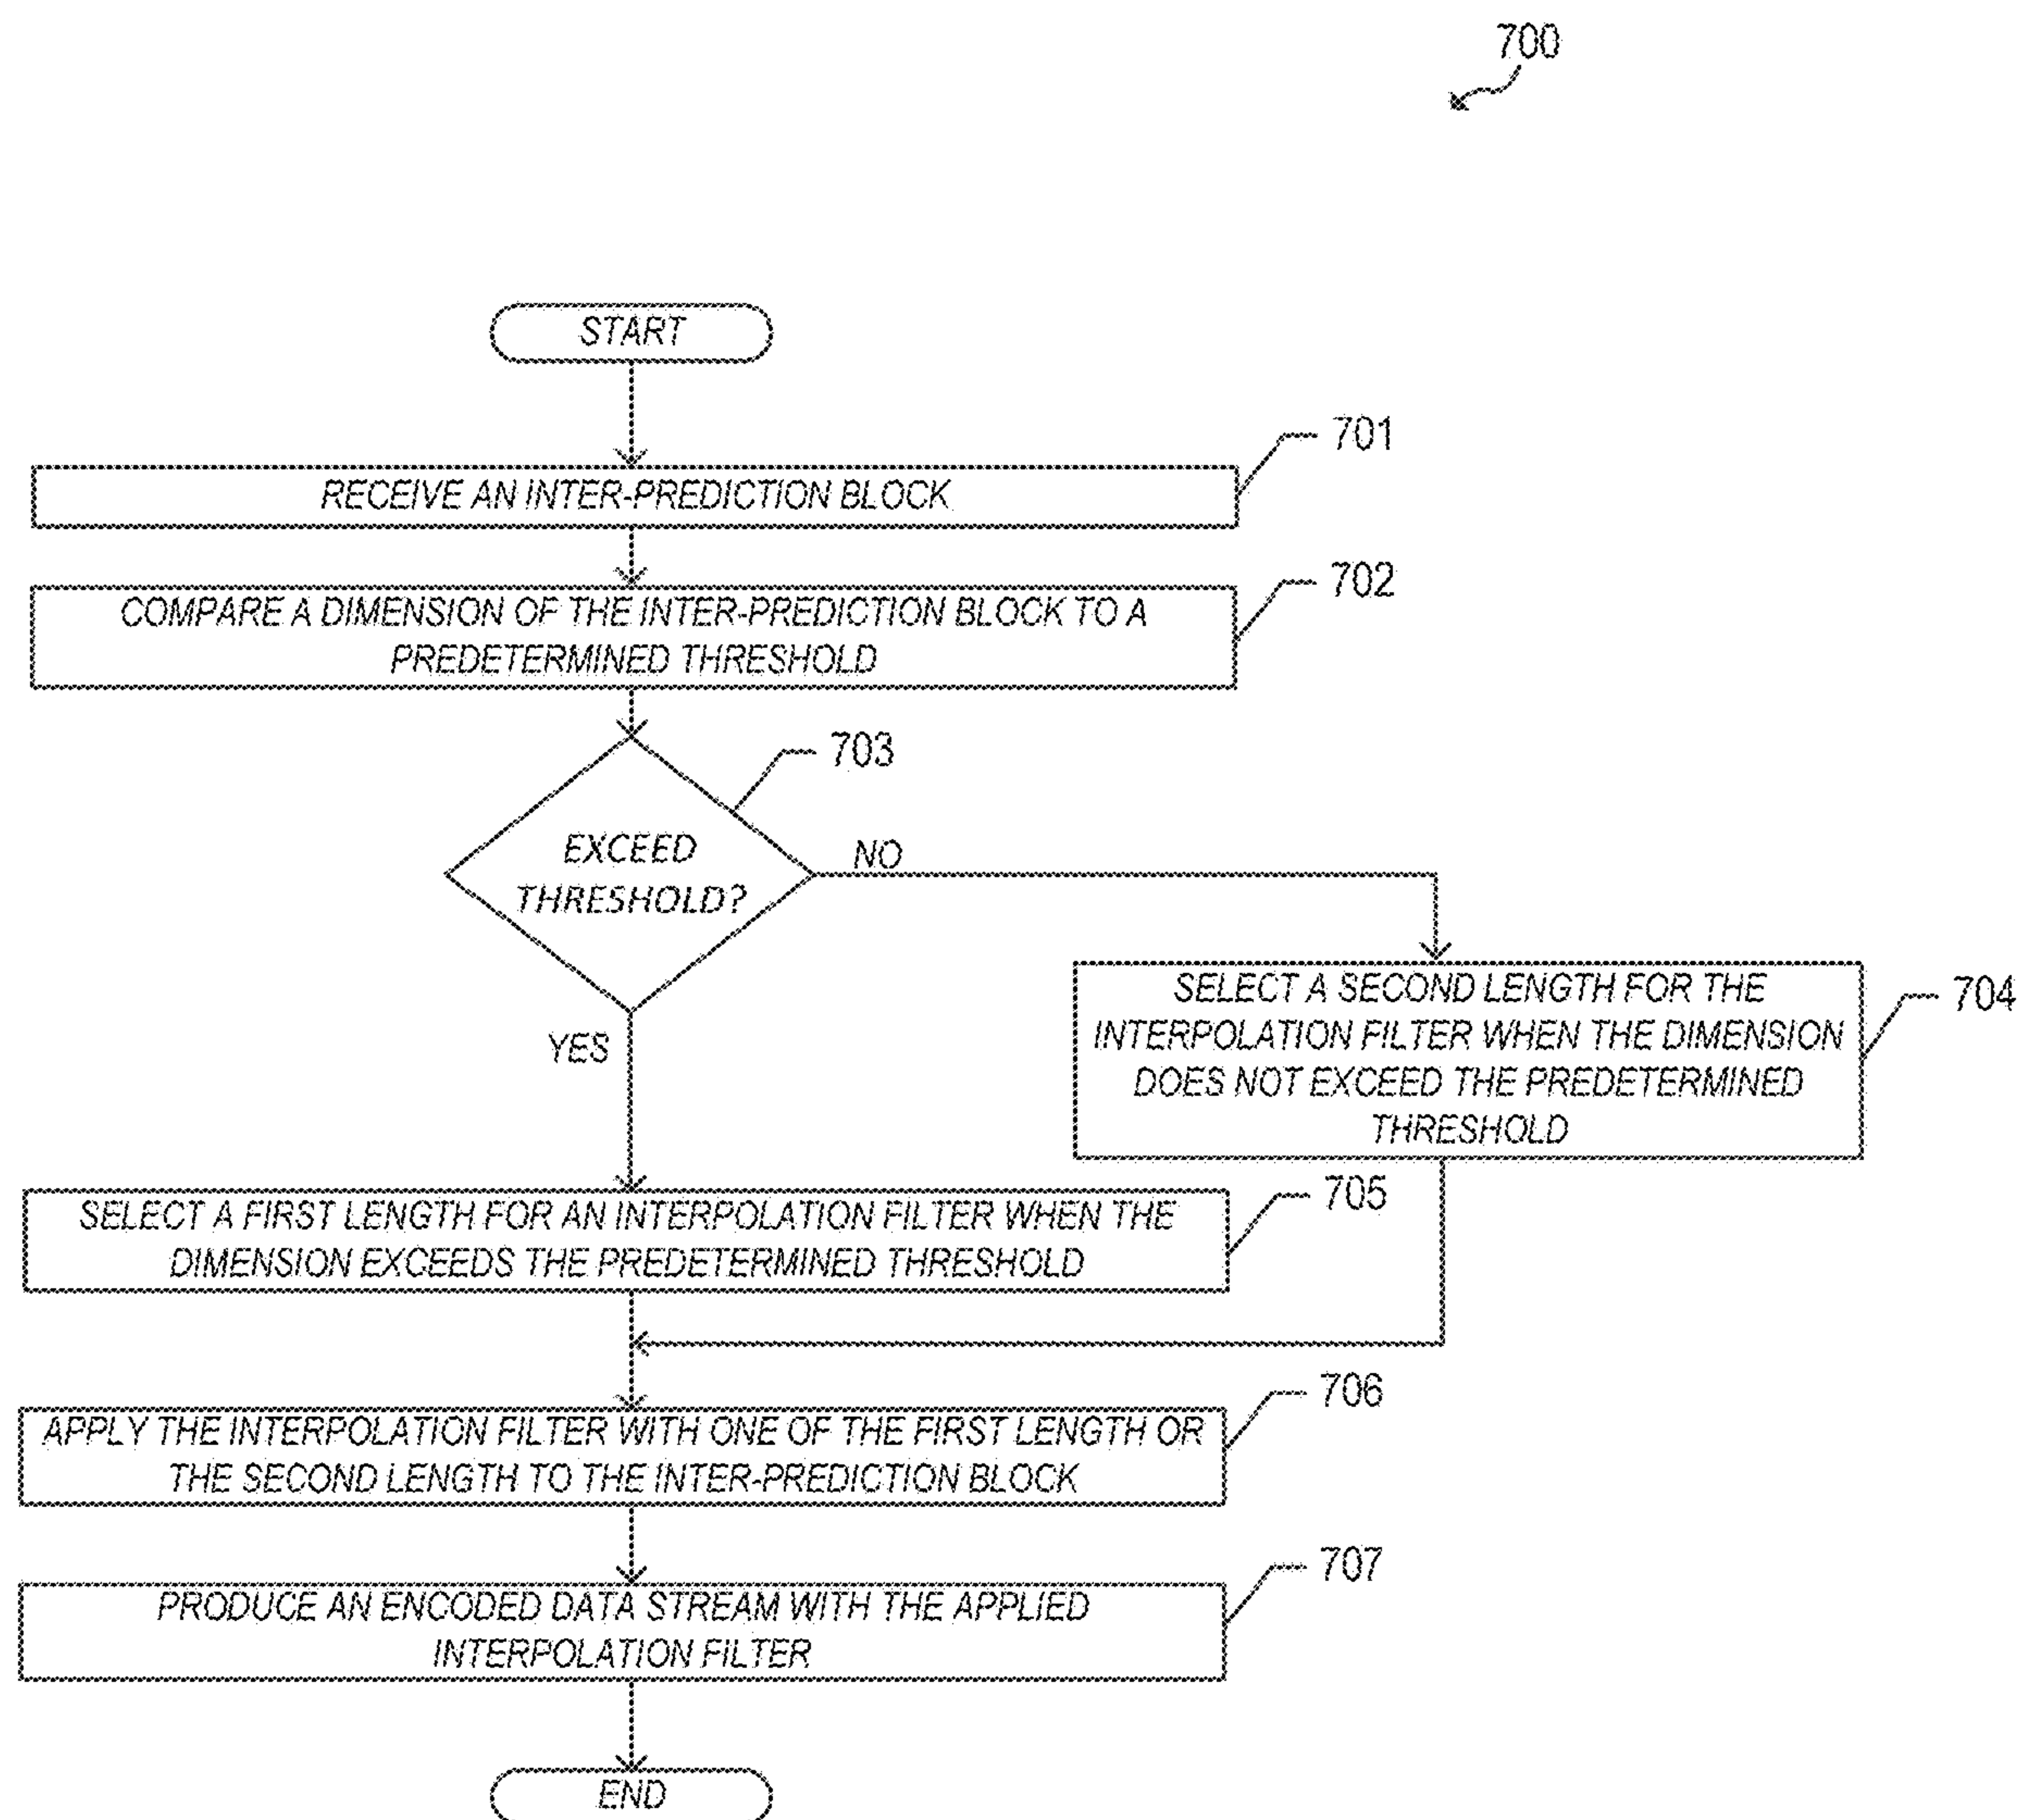 700
START
701
RECEIVE AN INTER-PREDICTION BLOCK
702
COMPARE A DIMENSION OF THE INTER-PREDICTION BLOCK TO A
PREDETERMINED THRESHOLD
703
EXCEED
THRESHOLD?
NO
YES
SELECT A SECOND LENGTH FOR THE
INTERPOLATION FILTER WHEN THE DIMENSION
DOES NOT EXCEED THE PREDETERMINED
THRESHOLD
704
705
SELECT A FIRST LENGTH FOR AN INTERPOLATION FILTER WHEN THE
DIMENSION EXCEEDS THE PREDETERMINED THRESHOLD
706
APPLY THE INTERPOLATION FILTER WITH ONE OF THE FIRST LENGTH OR
THE SECOND LENGTH TO THE INTER-PREDICTION BLOCK
707
PRODUCE AN ENCODED DATA STREAM WITH THE APPLIED
INTERPOLATION FILTER
END